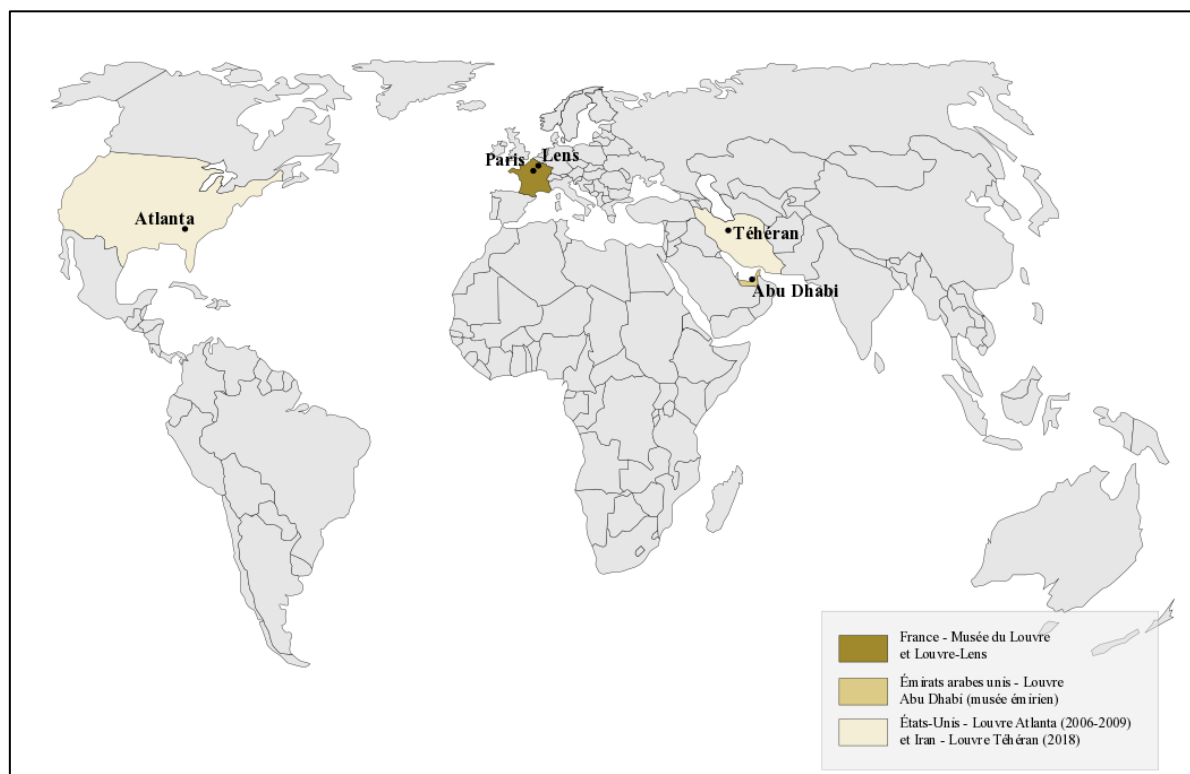 Paris
Lens
Atlanta
Téhéran
Abu Dhabi
France - Musée du Louvre
et Louvre-Lens
Émirats arabes unis - Louvre
Abu Dhabi (musée émirien)
États-Unis - Louvre Atlanta (2006-2009)
et Iran - Louvre Téhéran (2018)